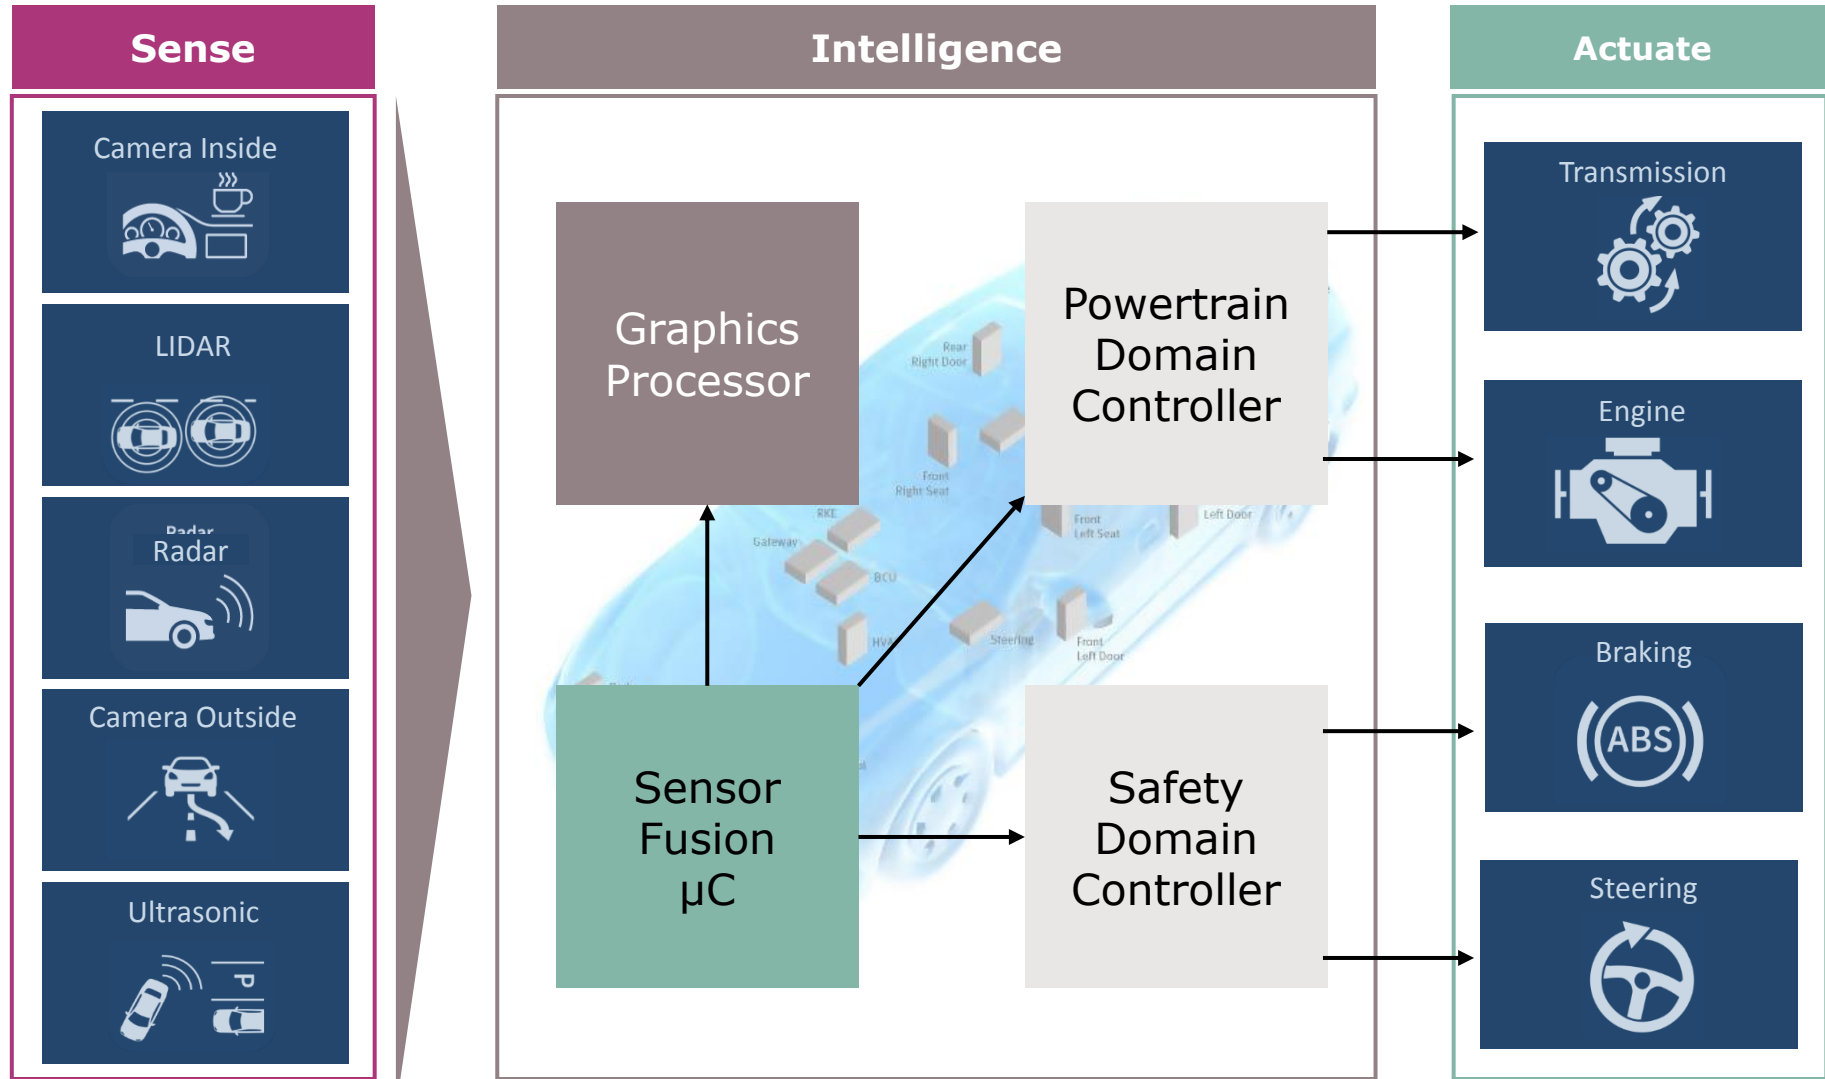 Sense
Intelligence
Actuate
Camera Inside
LIDAR
Radar
Radar
Camera Outside
Ultrasonic
P
Graphics
Processor
Powertrain
Domain
Controller
Sensor
Fusion
µC
Safety
Domain
Controller
Rear
Right Door
Front
Right Seat
RKE
Gateway
BCU
HVA
Steering
Front
Left Seat
Left Door
Front
Left Door
Transmission
Engine
Braking
ABS
Steering